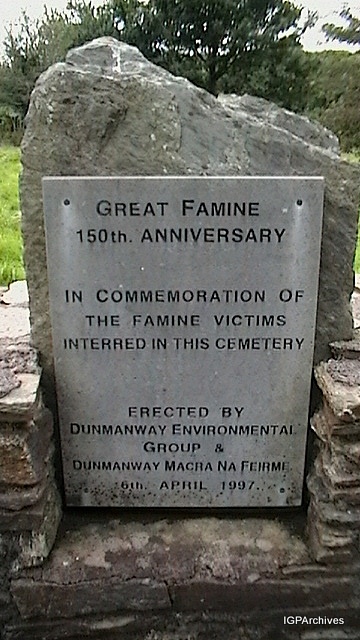 GREAT FAMINE
150th. ANNIVERSARY
IN COMMEMORATION OF
THE FAMINE VICTIMS
INTERRED IN THIS CEMETERY
ERECTED BY
DUNMANWAY ENVIRONMENTAL
GROUP &
DUNMANWAY MACRA NA FEIRME
6th. APRIL 1997.
IGPArchives